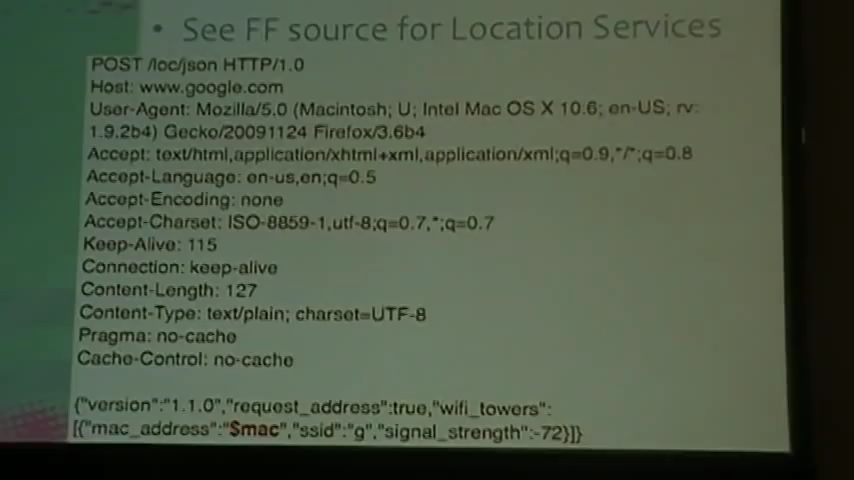 • See FF source for Location Services
POST /loc/json HTTP/1.0
Host: www.google.com
User-Agent: Mozilla/5.0 (Macintosh; U; Intel Mac OS X 10.6; en-US; rv:
1.9.2b4) Gecko/20091124 Firefox/3.6b4
Accept: text/html,application/xhtml+xml,application/xml;q=0.9,*/*;q=0.8
Accept-Language: en-us,en;q=0.5
Accept-Encoding: none
Accept-Charset: ISO-8859-1,utf-8;q=0.7,*;q=0.7
Keep-Alive: 115
Connection: keep-alive
Content-Length: 127
Content-Type: text/plain; charset=UTF-8
Pragma: no-cache
Cache-Control: no-cache
{"version":"1.1.0","request_address":true,"wifi_towers":
[{"mac_address":"$mac","ssid":"g","signal_strength":-72}]}